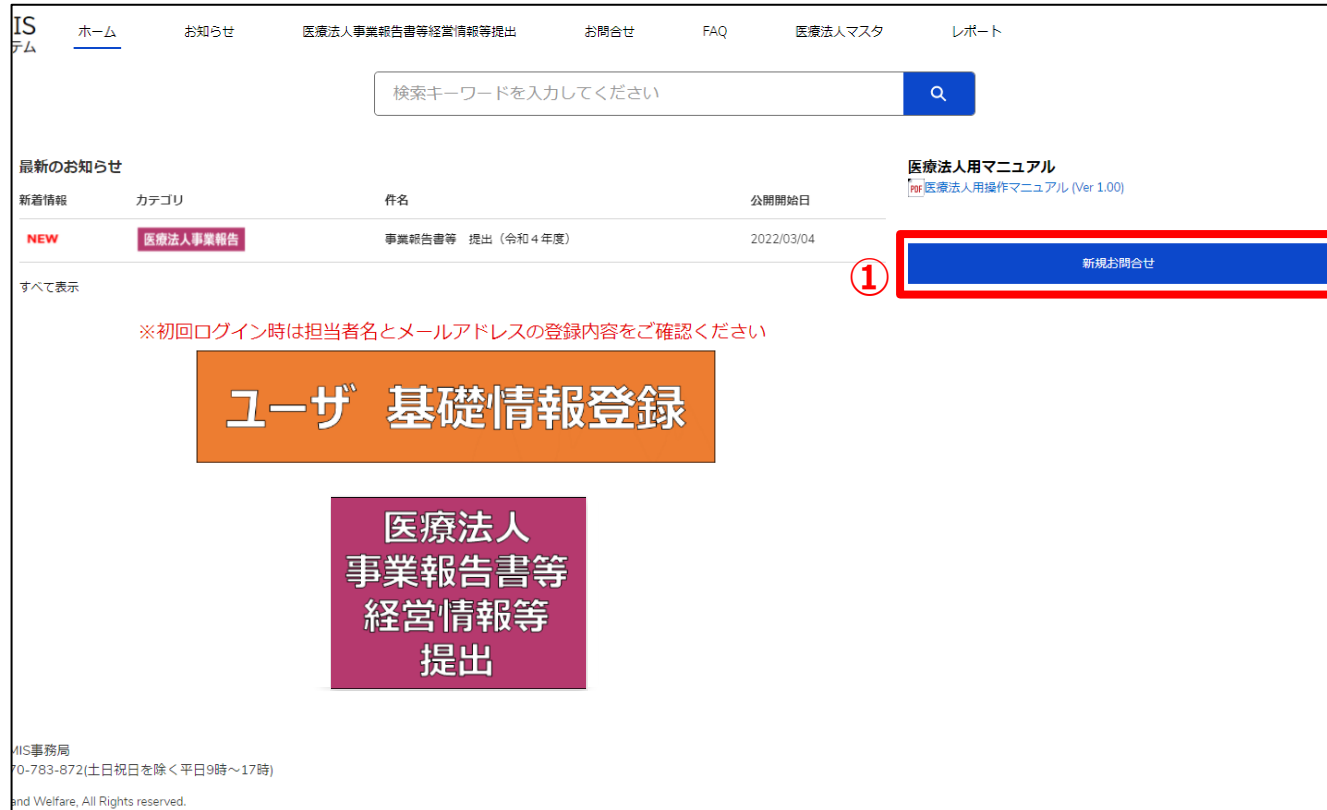 IS
テム
ホーム お知らせ 医療法人事業報告書等経営情報等提出 お問合せ FAQ 医療法人マスタ レポート
検索キーワードを入力してください
最新のお知らせ
新着情報 カテゴリ 件名 公開開始日
NEW 医療法人事業報告 事業報告書等 提出（令和４年度） 2022/03/04
すべて表示
医療法人用マニュアル
PDF 医療法人用操作マニュアル (Ver 1.00)
①
新規お問合せ
※初回ログイン時は担当者名とメールアドレスの登録内容をご確認ください
ユーザ 基礎情報登録
医療法人
事業報告書等
経営情報等
提出
MIS事務局
70-783-872(土日祝日を除く平日9時～17時)
and Welfare, All Rights reserved.